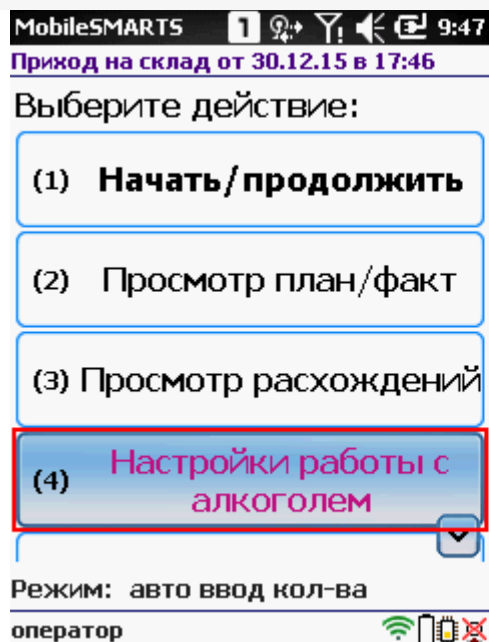 MobileSMARTS 1 9:47
Приход на склад от 30.12.15 в 17:46
Выберите действие:
(1) Начать/продолжить
(2) Просмотр план/факт
(3) Просмотр расхождений
(4) Настройки работы с
алкоголем
Режим: авто ввод кол-ва
оператор